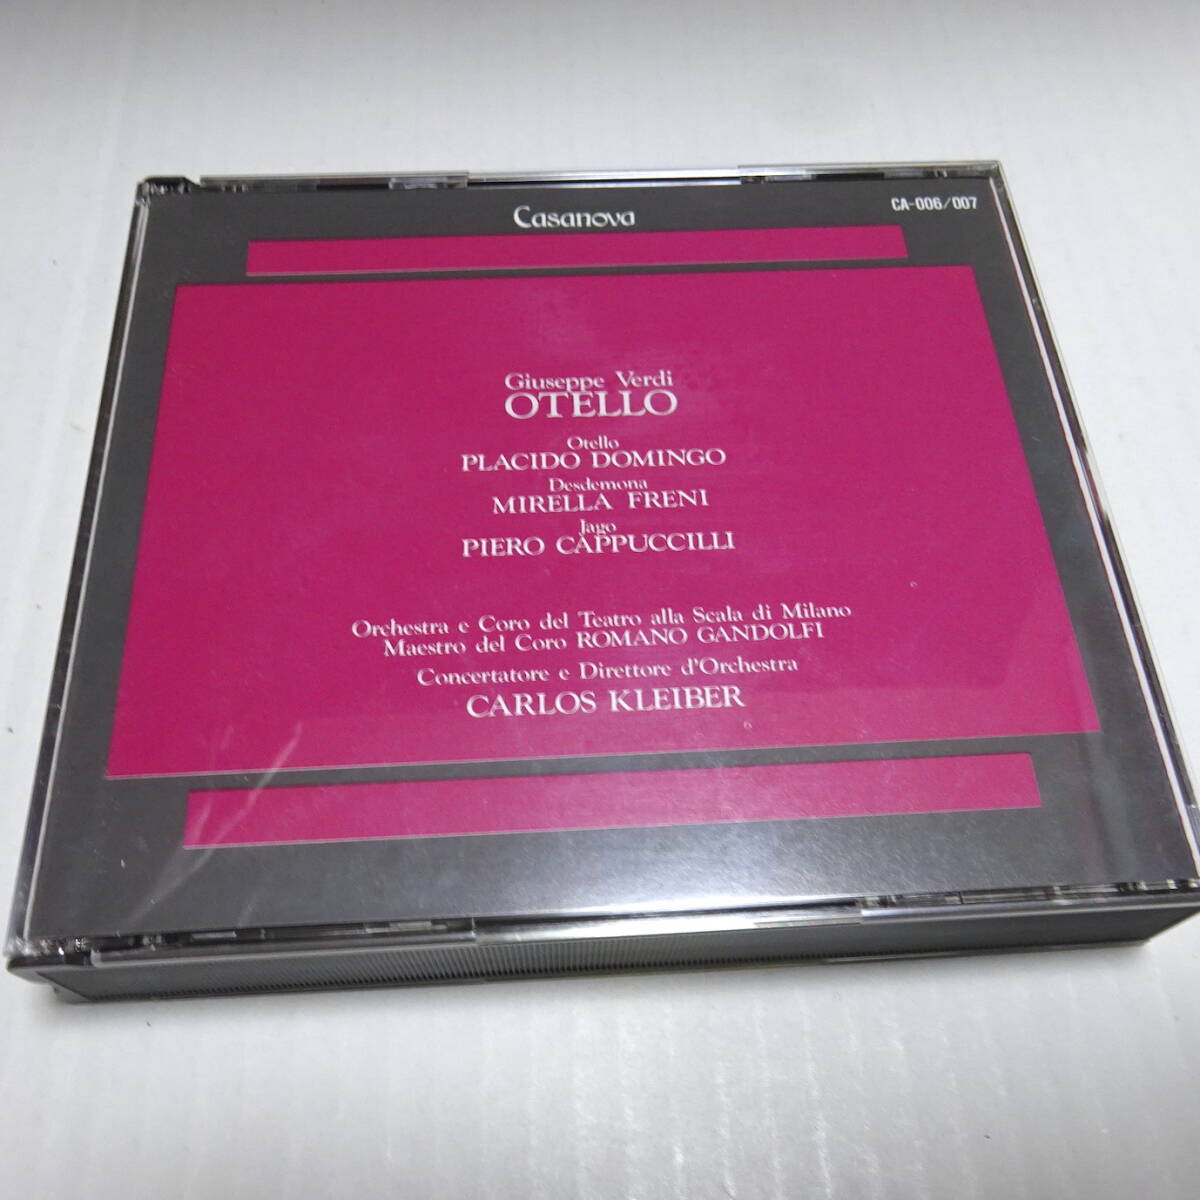 Casanova
CA-006/007
Giuseppe Verdi
OTELLO
Otello
PLACIDO DOMINGO
Desdemona
MIRELLA FRENI
Jago
PIERO CAPPUCCILLI
Orchestra e Coro del Teatro alla Scala di Milano
Maestro del Coro ROMANO GANDOLFI
Concertatore e Direttore d'Orchestra
CARLOS KLEIBER